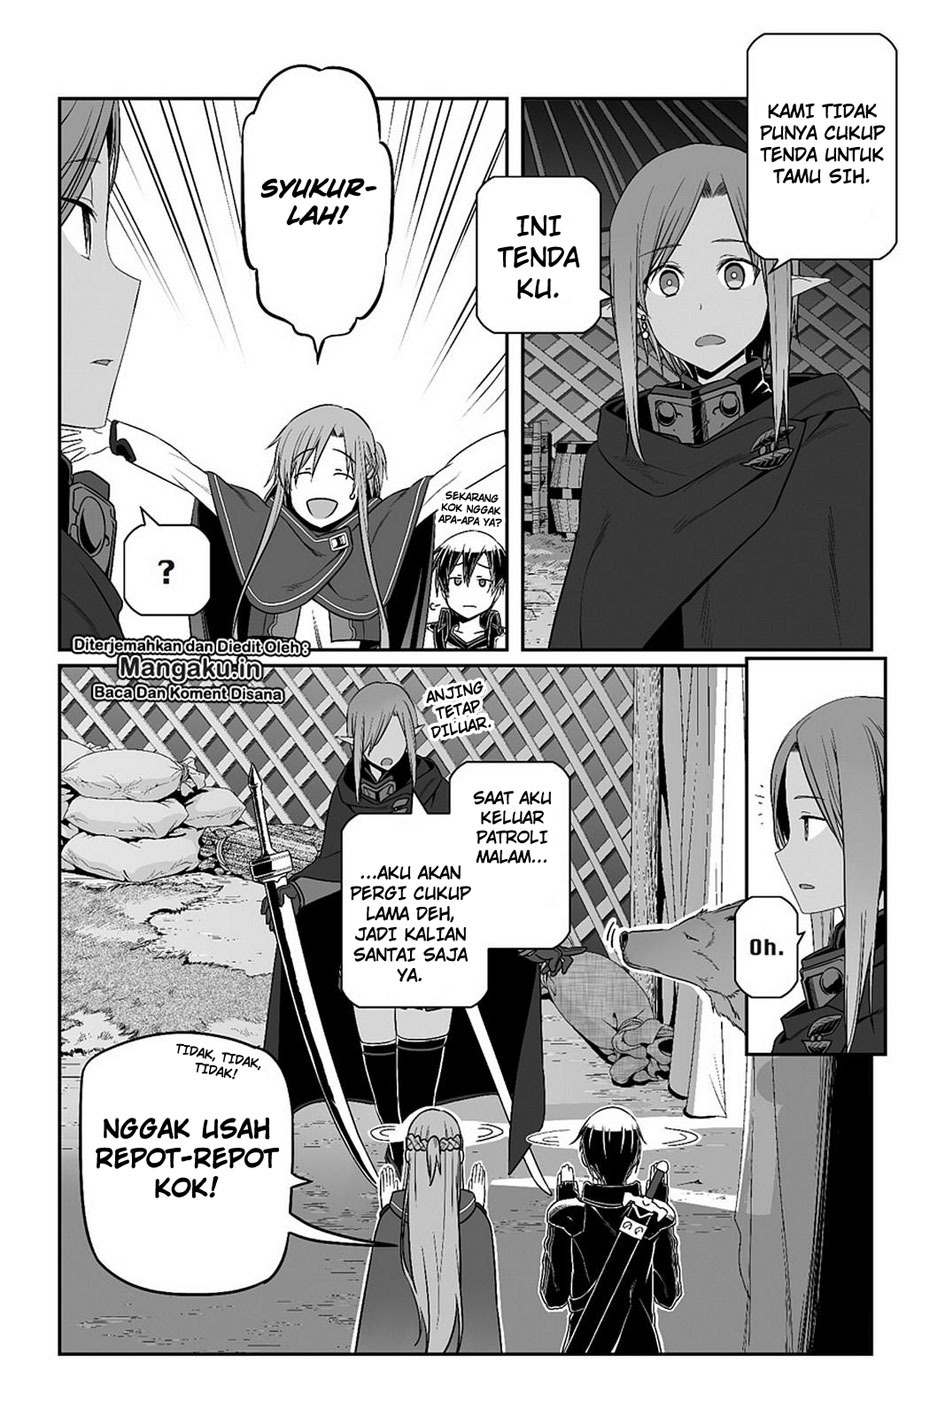 KAMI TIDAK
PUNYA CUKUP
TENDA UNTUK
TAMU SIH.
INI
TENDA
KU.
SYUKUR-
LAH!
SEKARANG
KOK NGGAK
APA-APA YA?
?
Diterjemahkan dan Diedit Oleh :
Mangaku.in
Baca Dan Koment Disana
Oh.
ANJING
TETAP
DILUAR.
SAAT AKU
KELUAR
PATROLI
MALAM...
...AKU AKAN
PERGI CUKUP
LAMA DEH,
JADI KALIAN
SANTAI SAJA
YA.
TIDAK, TIDAK,
TIDAK!
NGGAK USAH
REPOT-REPOT
KOK!